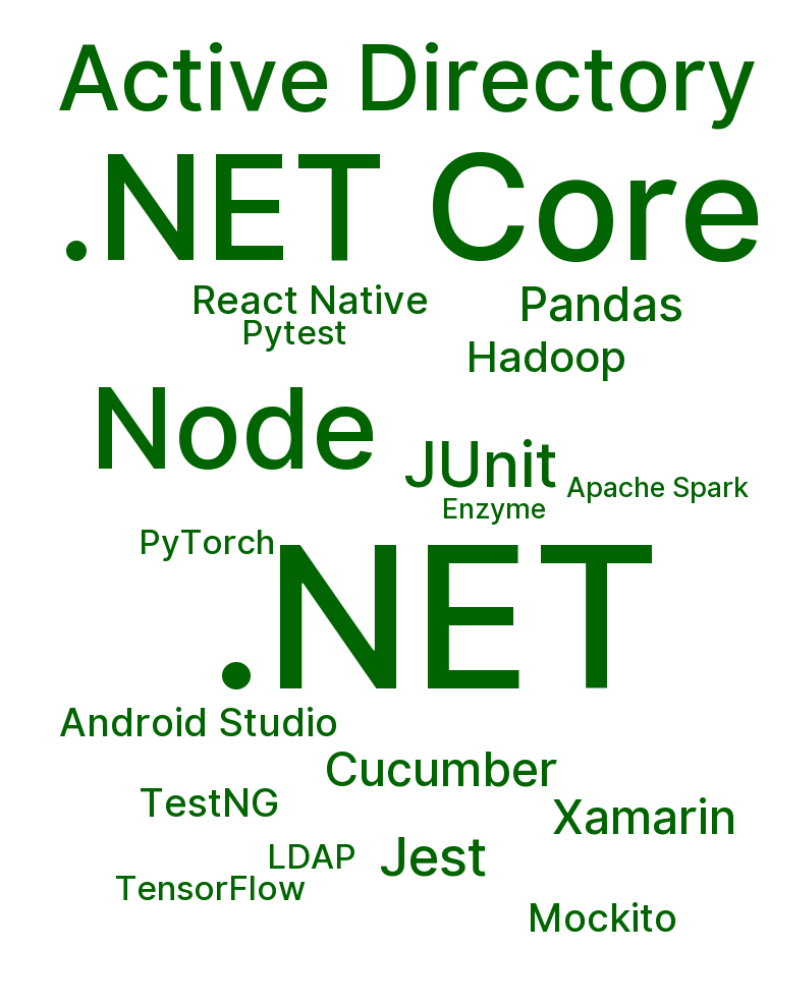 Active Directory
.NET Core
React Native
Pandas
Pytest
Hadoop
Node
JUnit
Apache Spark
Enzyme
PyTorch
.NET
Android Studio
Cucumber
TestNG
Xamarin
LDAP
Jest
TensorFlow
Mockito